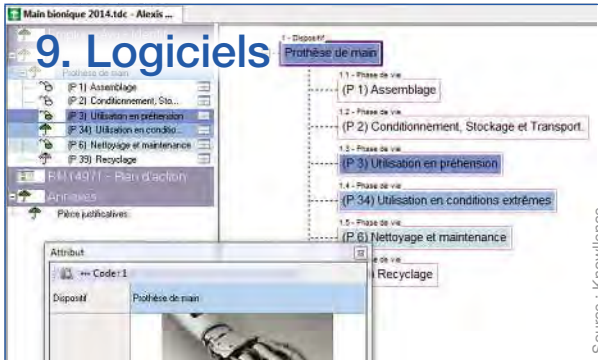 Main bionique 2014.tdc - Alexis ...
9. Logiciels
Prothèse de main
(P 1) Assemblage
(P 2) Conditionnement, Sto...
(P 3) Utilisation en préhension
(P 34) Utilisation en conditio...
(P 6) Nettoyage et maintenance
(P 39) Recyclage
- Plan d'action
Annexes
Pièce justificatives
1 - Dispositif
Prothèse de main
1.1 - Phase de vie
(P 1) Assemblage
1.2 - Phase de vie
(P 2) Conditionnement, Stockage et Transport.
1.3 - Phase de vie
(P 3) Utilisation en préhension
1.4 - Phase de vie
(P 34) Utilisation en conditions extrêmes
1.5 - Phase de vie
(P 6) Nettoyage et maintenance
de vie
) Recyclage
Attribut
Coder : 1
Dispositif
Prothèse de main
Source : Knowllence